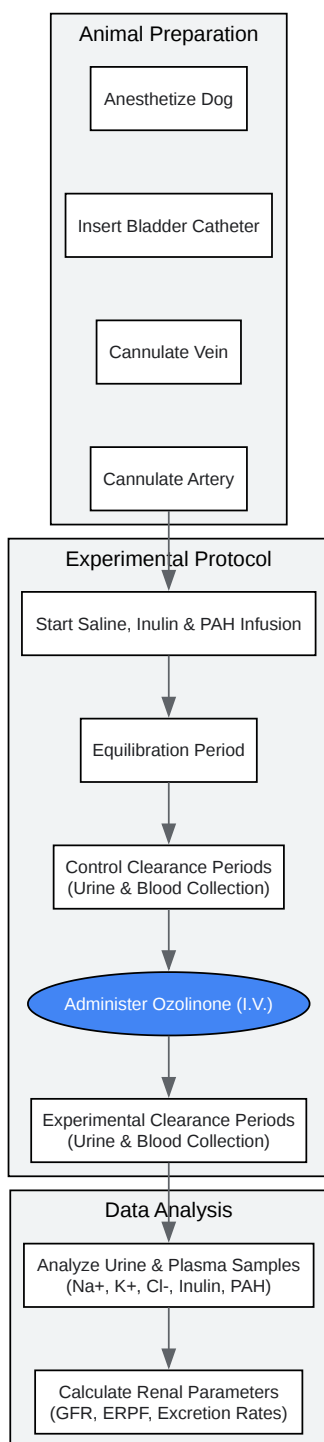 Animal Preparation
Anesthetize Dog
Insert Bladder Catheter
Cannulate Vein
Cannulate Artery
Experimental Protocol
Start Saline, Inulin & PAH Infusion
Equilibration Period
Control Clearance Periods
(Urine & Blood Collection)
Administer Ozolinone (I.V.)
Experimental Clearance Periods
(Urine & Blood Collection)
Data Analysis
Analyze Urine & Plasma Samples
(Na+, K+, Cl-, Inulin, PAH)
Calculate Renal Parameters
(GFR, ERPF, Excretion Rates)